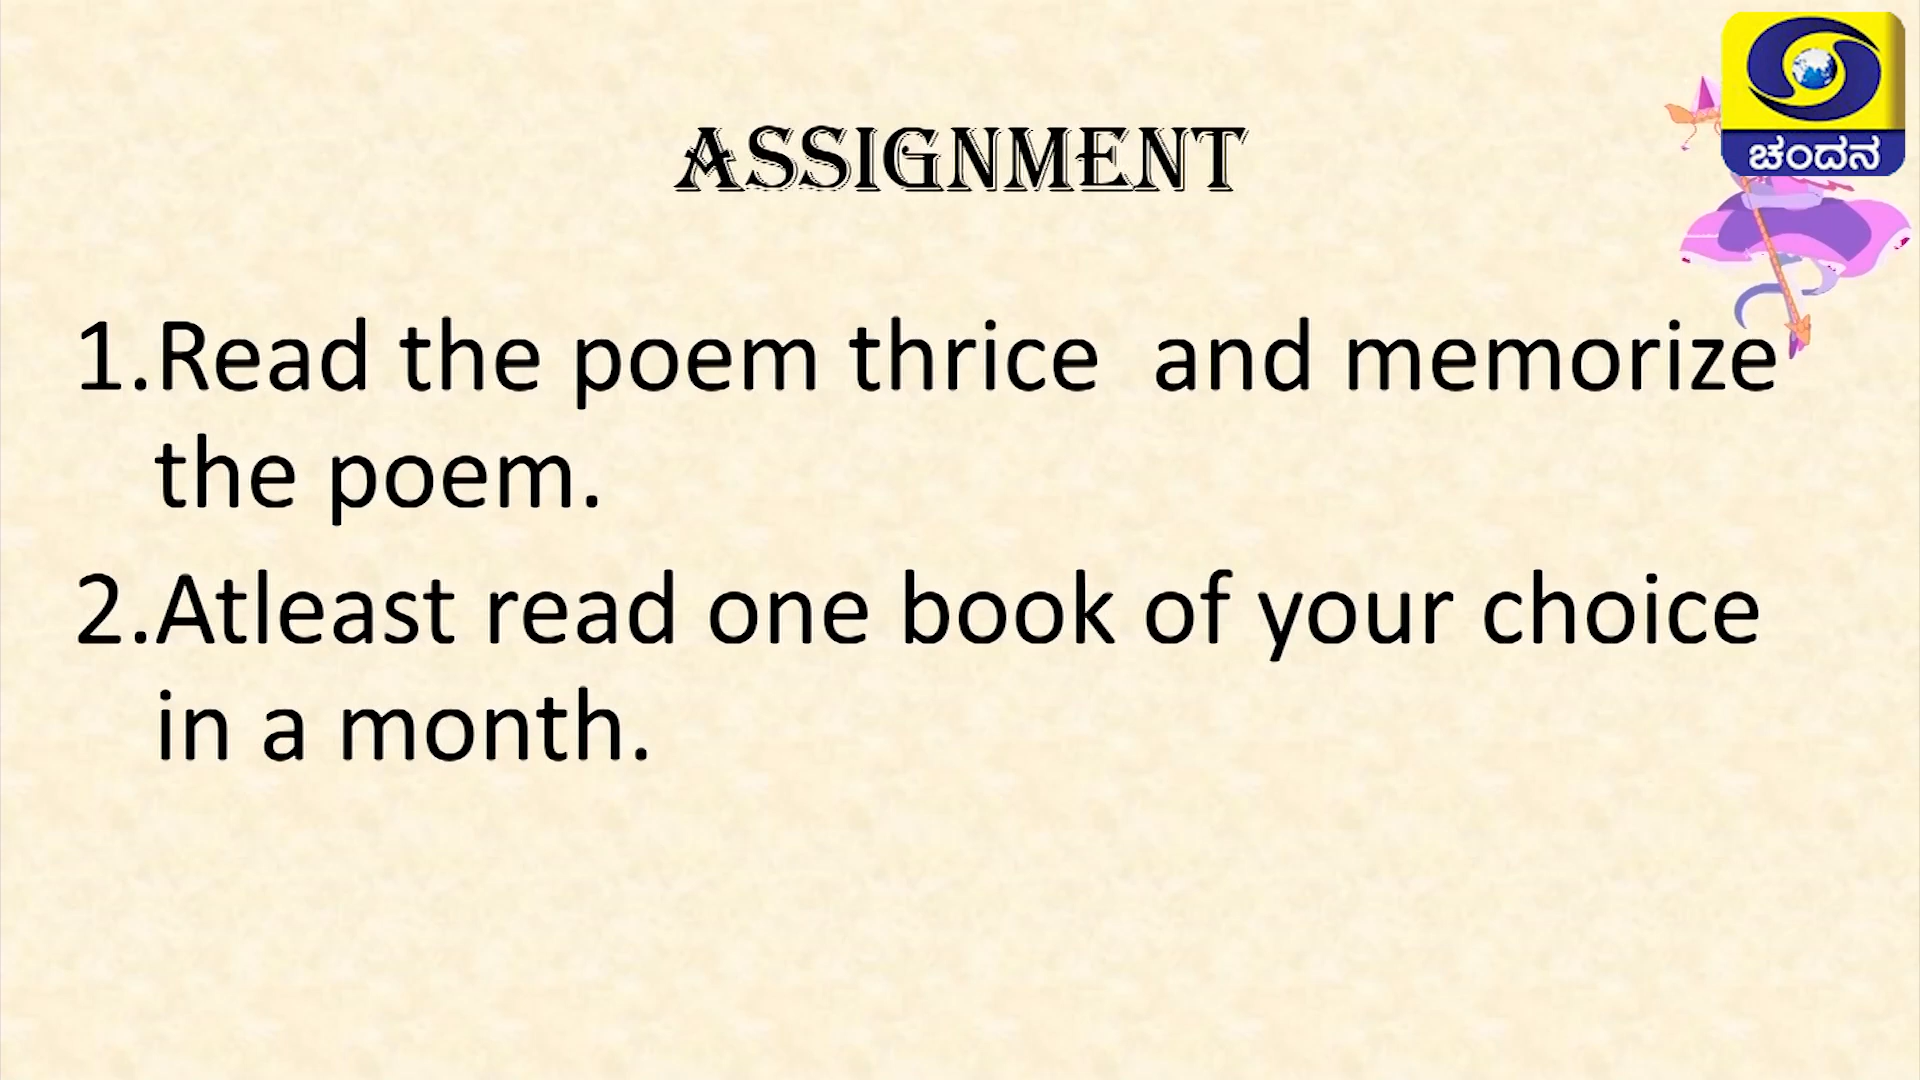 ಚಂದನ
ASSIGNMENT
1.Read the poem thrice  and memorize
the poem.
2.Atleast read one book of your choice
in a month.